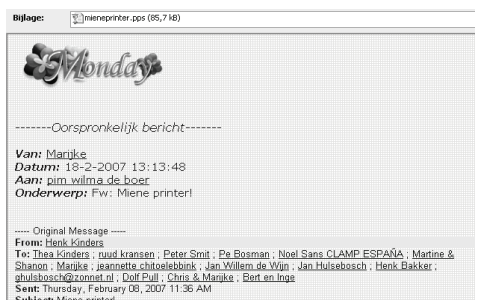 Bijlage: mieneprinter.pps (85,7 kB)
Monday
-------Oorspronkelijk bericht-------
Van: Marijke
Datum: 18-2-2007 13:13:48
Aan: pim wilma de boer
Onderwerp: Fw: Miene printer!
----- Original Message -----
From: Henk Kinders
To: Thea Kinders ; ruud kransen ; Peter Smit ; Pe Bosman ; Noel Sans CLAMP ESPAÑA ; Martine &
Shanon ; Marijke ; jeannette chitoelebbink ; Jan Willem de Wijn ; Jan Hulsebosch ; Henk Bakker ;
ghulsbosch@zonnet.nl ; Dolf Pull ; Chris & Marijke ; Bert en Inge
Sent: Thursday, February 08, 2007 11:36 AM
Subject: Miene printer!